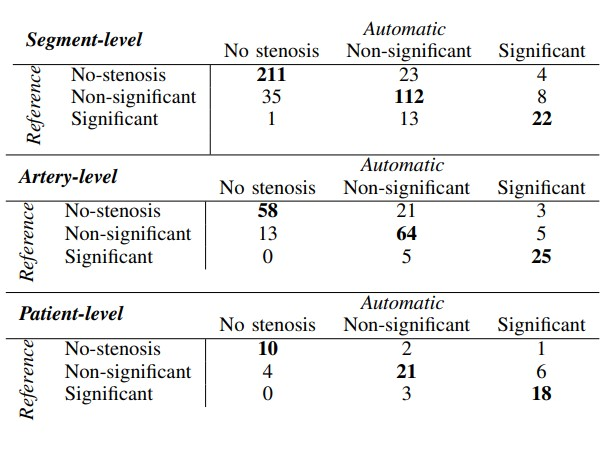 Segment-level Automatic
No stenosis Non-significant Significant
Reference
No-stenosis 211 23 4
Non-significant 35 112 8
Significant 1 13 22
Artery-level Automatic
No stenosis Non-significant Significant
Reference
No-stenosis 58 21 3
Non-significant 13 64 5
Significant 0 5 25
Patient-level Automatic
No stenosis Non-significant Significant
Reference
No-stenosis 10 2 1
Non-significant 4 21 6
Significant 0 3 18